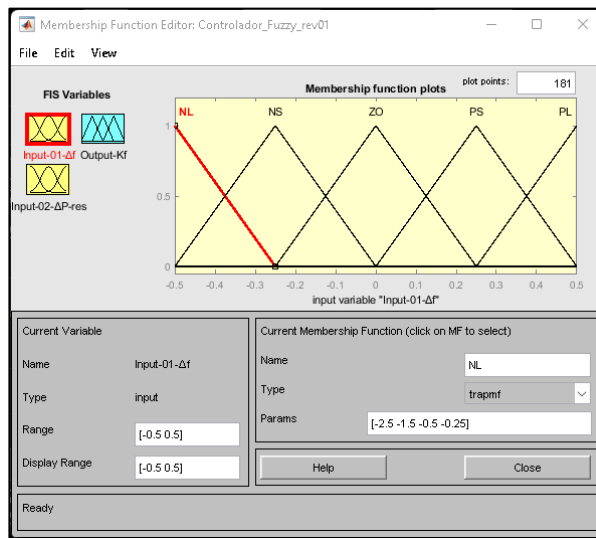 Membership Function Editor: Controlador_Fuzzy_rev01
File Edit View
FIS Variables
Input-01-Δf Output-Kf
Input-02-ΔP-res
Membership function plots
plot points: 181
NL NS ZO PS PL
1
0.5
0
-0.5 -0.4 -0.3 -0.2 -0.1 0 0.1 0.2 0.3 0.4 0.5
input variable "Input-01-Δf"
Current Variable
Name Input-01-Δf
Type input
Range [-0.5 0.5]
Display Range [-0.5 0.5]
Current Membership Function (click on MF to select)
Name NL
Type trapmf
Params [-2.5 -1.5 -0.5 -0.25]
Help Close
Ready